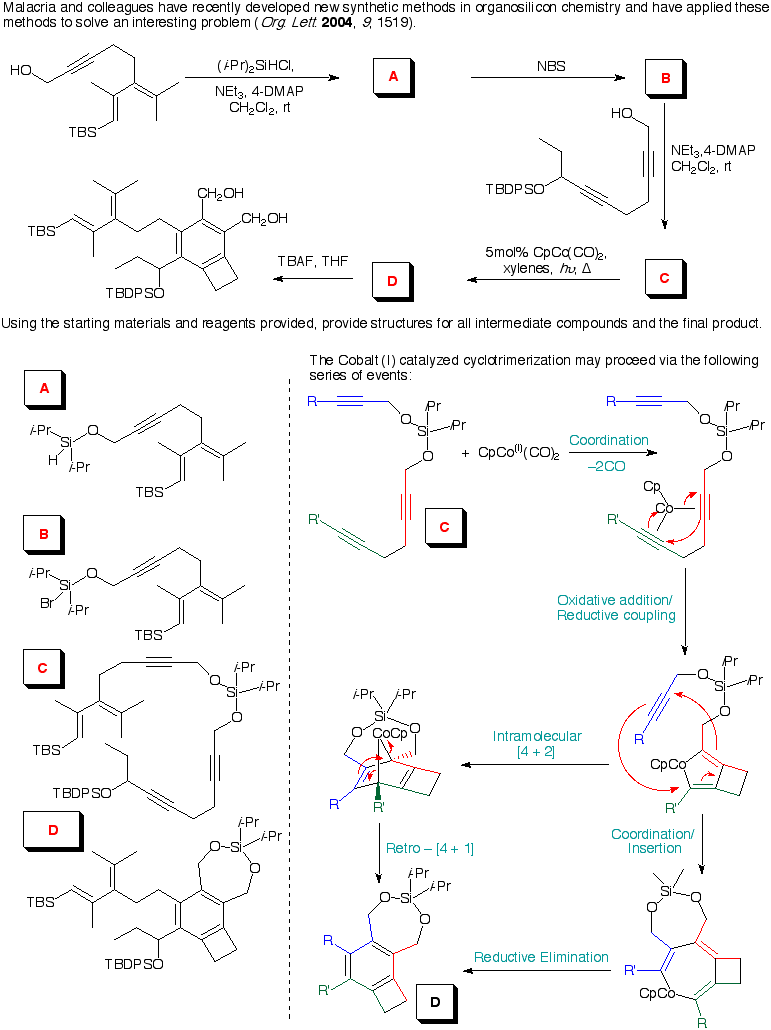 Malacria and colleagues have recently developed new synthetic methods in organosilicon chemistry and have applied these
methods to solve an interesting problem (Org. Lett. 2004, 9, 1519).
HO
TBS
(i-Pr)2SiHCl,
NEt3, 4-DMAP
CH2Cl2, rt
A
NBS
B
HO
TBDPSO
NEt3,4-DMAP
CH2Cl2, rt
C
5mol% CpCo(CO)2,
xylenes, hυ, Δ
D
TBAF, THF
CH2OH
CH2OH
TBS
TBDPSO
Using the starting materials and reagents provided, provide structures for all intermediate compounds and the final product.
A
i-Pr
O
Si
H
i-Pr
TBS
B
i-Pr
O
Si
Br
i-Pr
TBS
C
i-Pr
O
Si
i-Pr
O
TBS
TBDPSO
D
i-Pr
O
Si
i-Pr
O
TBS
TBDPSO
The Cobalt (I) catalyzed cyclotrimerization may proceed via the following
series of events:
R
O
iPr
Si
iPr
O
R'
C
+ CpCo(I)(CO)2
Coordination
–2CO
R
O
iPr
Si
iPr
O
Cp
Co
R'
Oxidative addition/
Reductive coupling
O
iPr
Si
iPr
O
R
CpCo
R'
Intramolecular
[4 + 2]
i-Pr
i-Pr
Si
O
O
CoCp
R
R'
Retro – [4 + 1]
Coordination/
Insertion
Si
O
O
R'
CpCo
R
Reductive Elimination
i-Pr
O
Si
i-Pr
O
R
R'
D